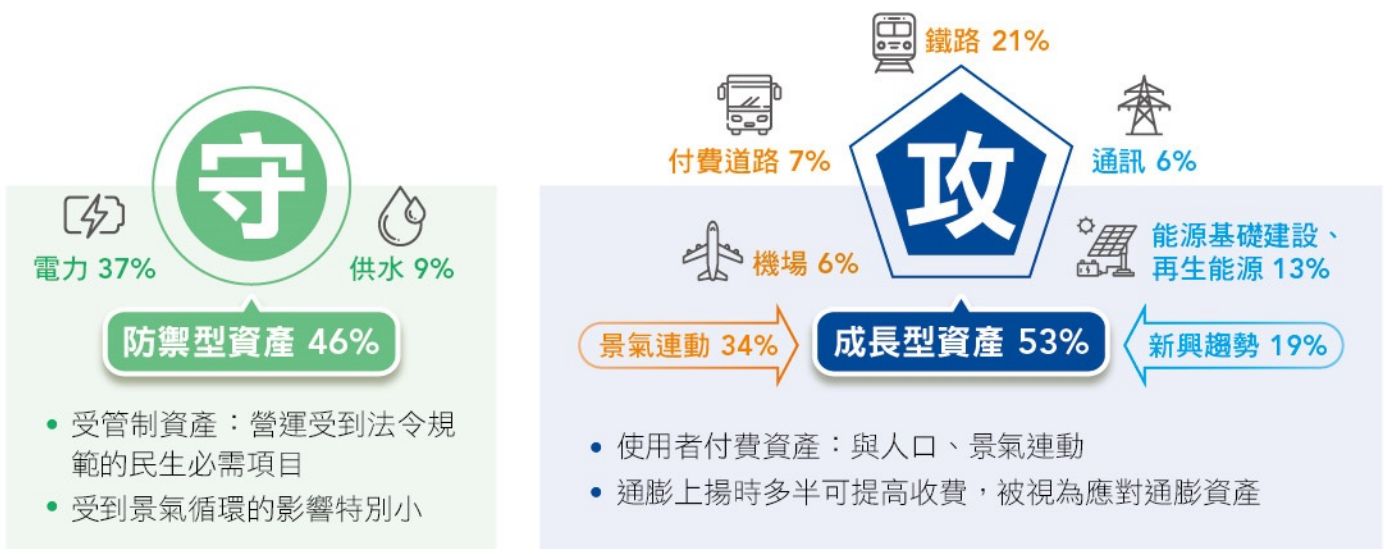 守
電力 37%
供水 9%
防禦型資產 46%
• 受管制資產：營運受到法令規
範的民生必需項目
• 受到景氣循環的影響特別小
鐵路 21%
付費道路 7%
攻
通訊 6%
機場 6%
能源基礎建設、
再生能源 13%
景氣連動 34%
成長型資產 53%
新興趨勢 19%
• 使用者付費資產：與人口、景氣連動
• 通膨上揚時多半可提高收費，被視為應對通膨資產